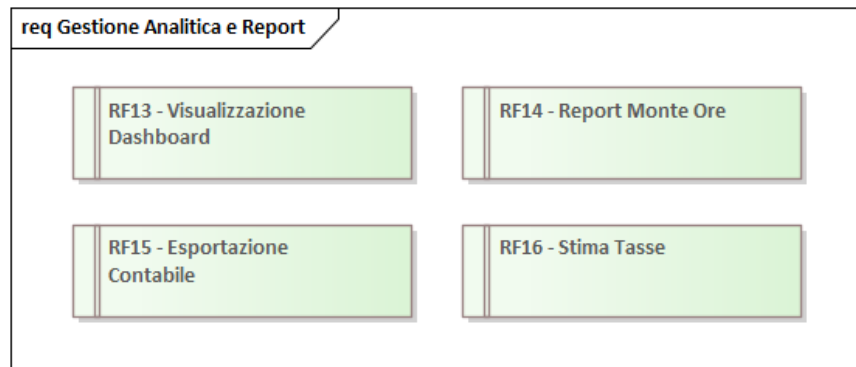 req Gestione Analitica e Report
RF13 - Visualizzazione
Dashboard
RF14 - Report Monte Ore
RF15 - Esportazione
Contabile
RF16 - Stima Tasse